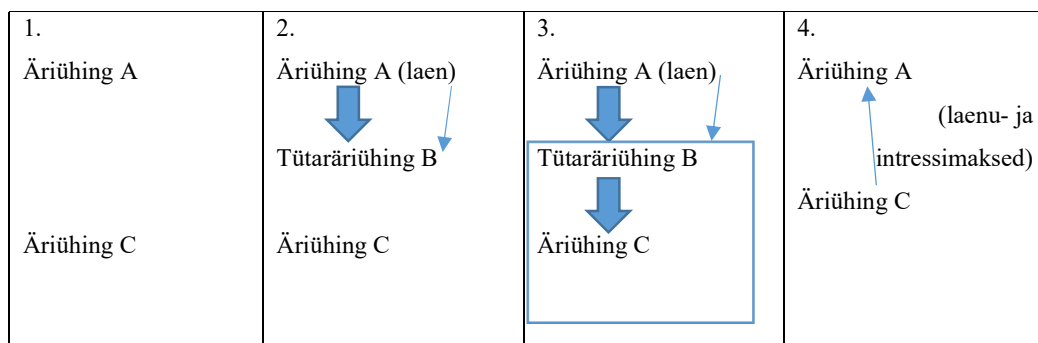 1.
Äriühing A
Äriühing C
2.
Äriühing A (laen)
Tütaräriühing B
Äriühing C
3.
Äriühing A (laen)
Tütaräriühing B
Äriühing C
4.
Äriühing A
(laenu- ja
intressimaksed)
Äriühing C